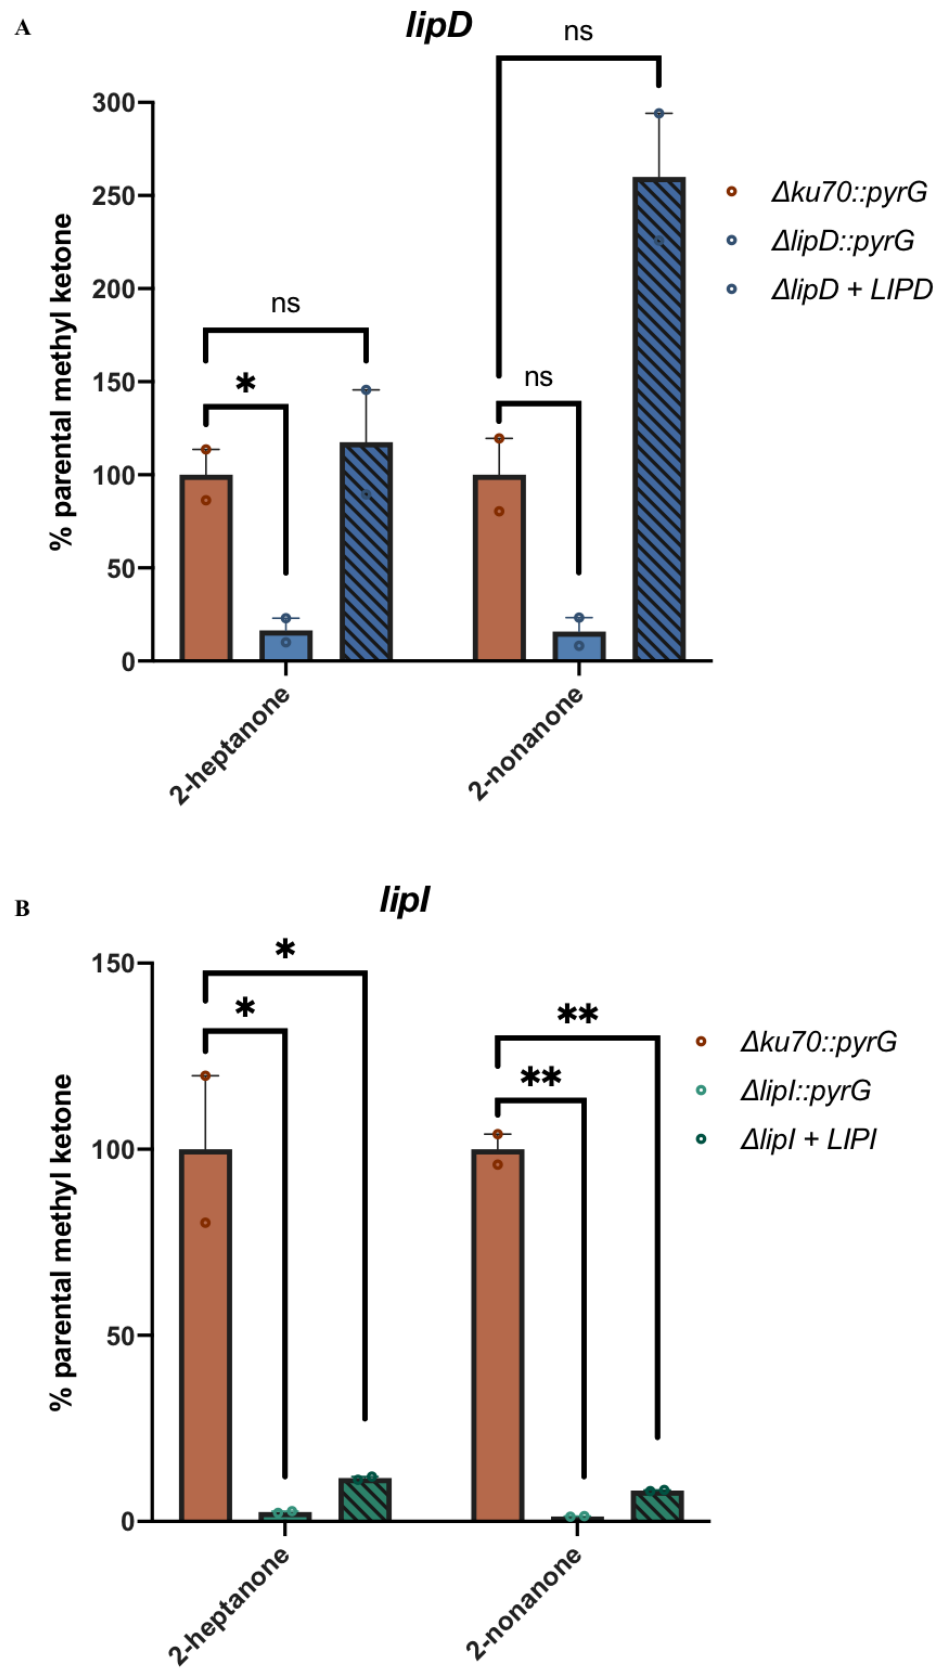 A
lipD
ns
300
250
200
150
100
50
0
% parental methyl ketone
ns
*
ns
Δku70::pyrG
ΔlipD::pyrG
ΔlipD + LIPD
2-heptanone
2-nonanone
B
lipI
150
100
50
0
% parental methyl ketone
*
*
**
**
Δku70::pyrG
ΔlipI::pyrG
ΔlipI + LIPI
2-heptanone
2-nonanone